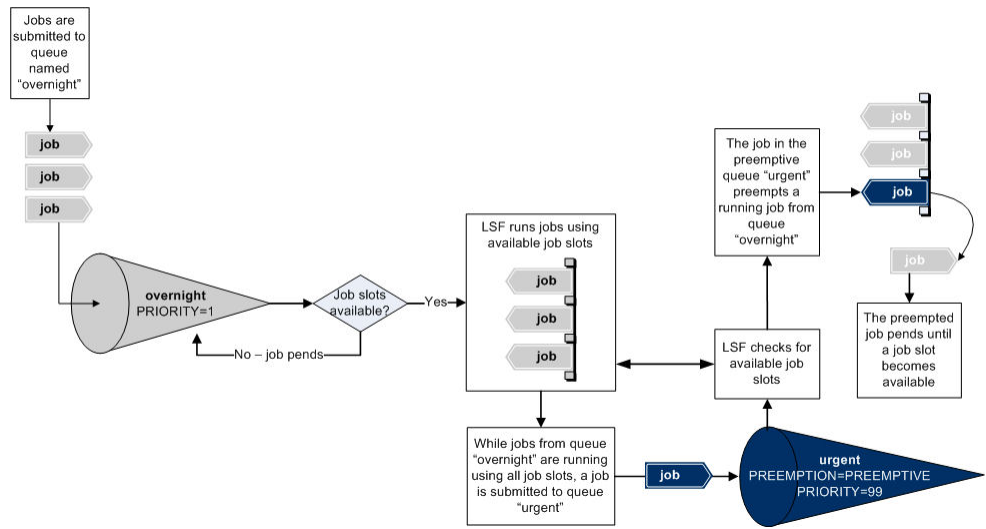 Jobs are
submitted to
queue
named
“overnight”
job
job
job
overnight
PRIORITY=1
Job slots
available?
No – job pends
Yes
LSF runs jobs using
available job slots
job
job
job
While jobs from queue
“overnight” are running
using all job slots, a job
is submitted to queue
“urgent”
job
urgent
PREEMPTION=PREEMPTIVE
PRIORITY=99
LSF checks for
available job
slots
The job in the
preemptive
queue “urgent”
preempts a
running job from
queue
“overnight”
job
job
job
job
The preempted
job pends until
a job slot
becomes
available